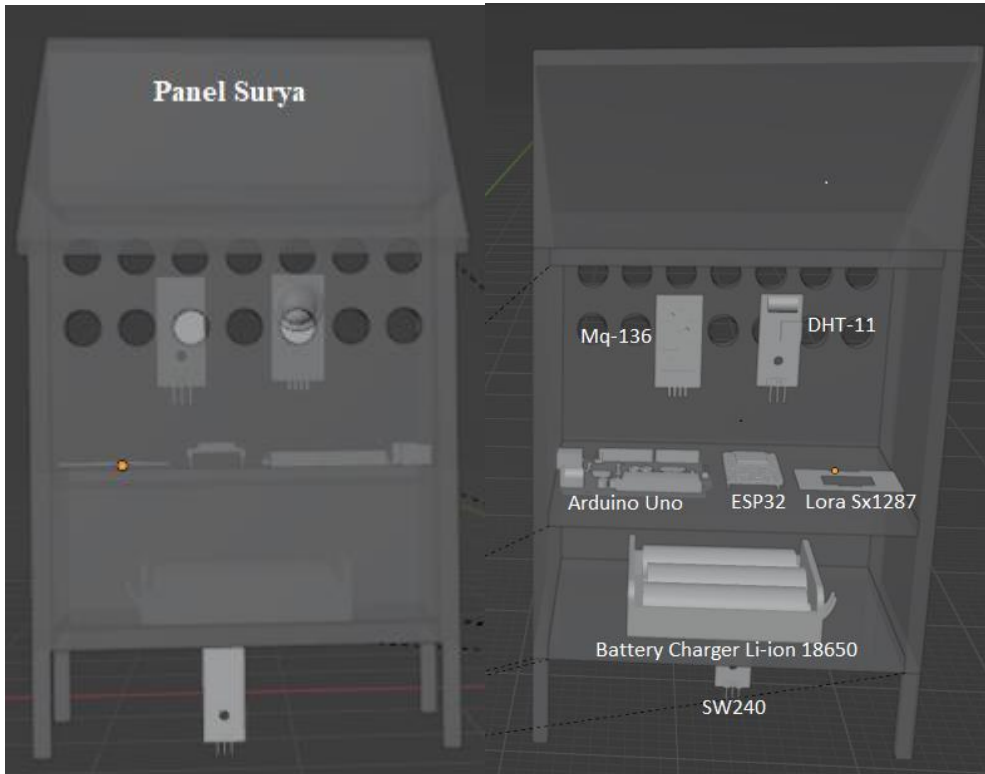 Panel Surya
Mq-136
DHT-11
Arduino Uno
ESP32
Lora Sx1287
Battery Charger Li-ion 18650
SW240